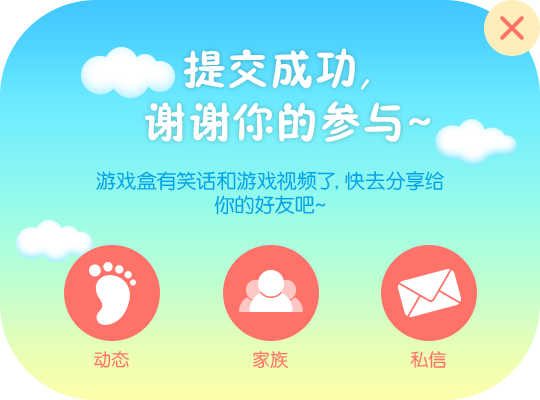 提交成功,
谢谢你的参与~
游戏盒有笑话和游戏视频了, 快去分享给
你的好友吧~
动态
家族
私信